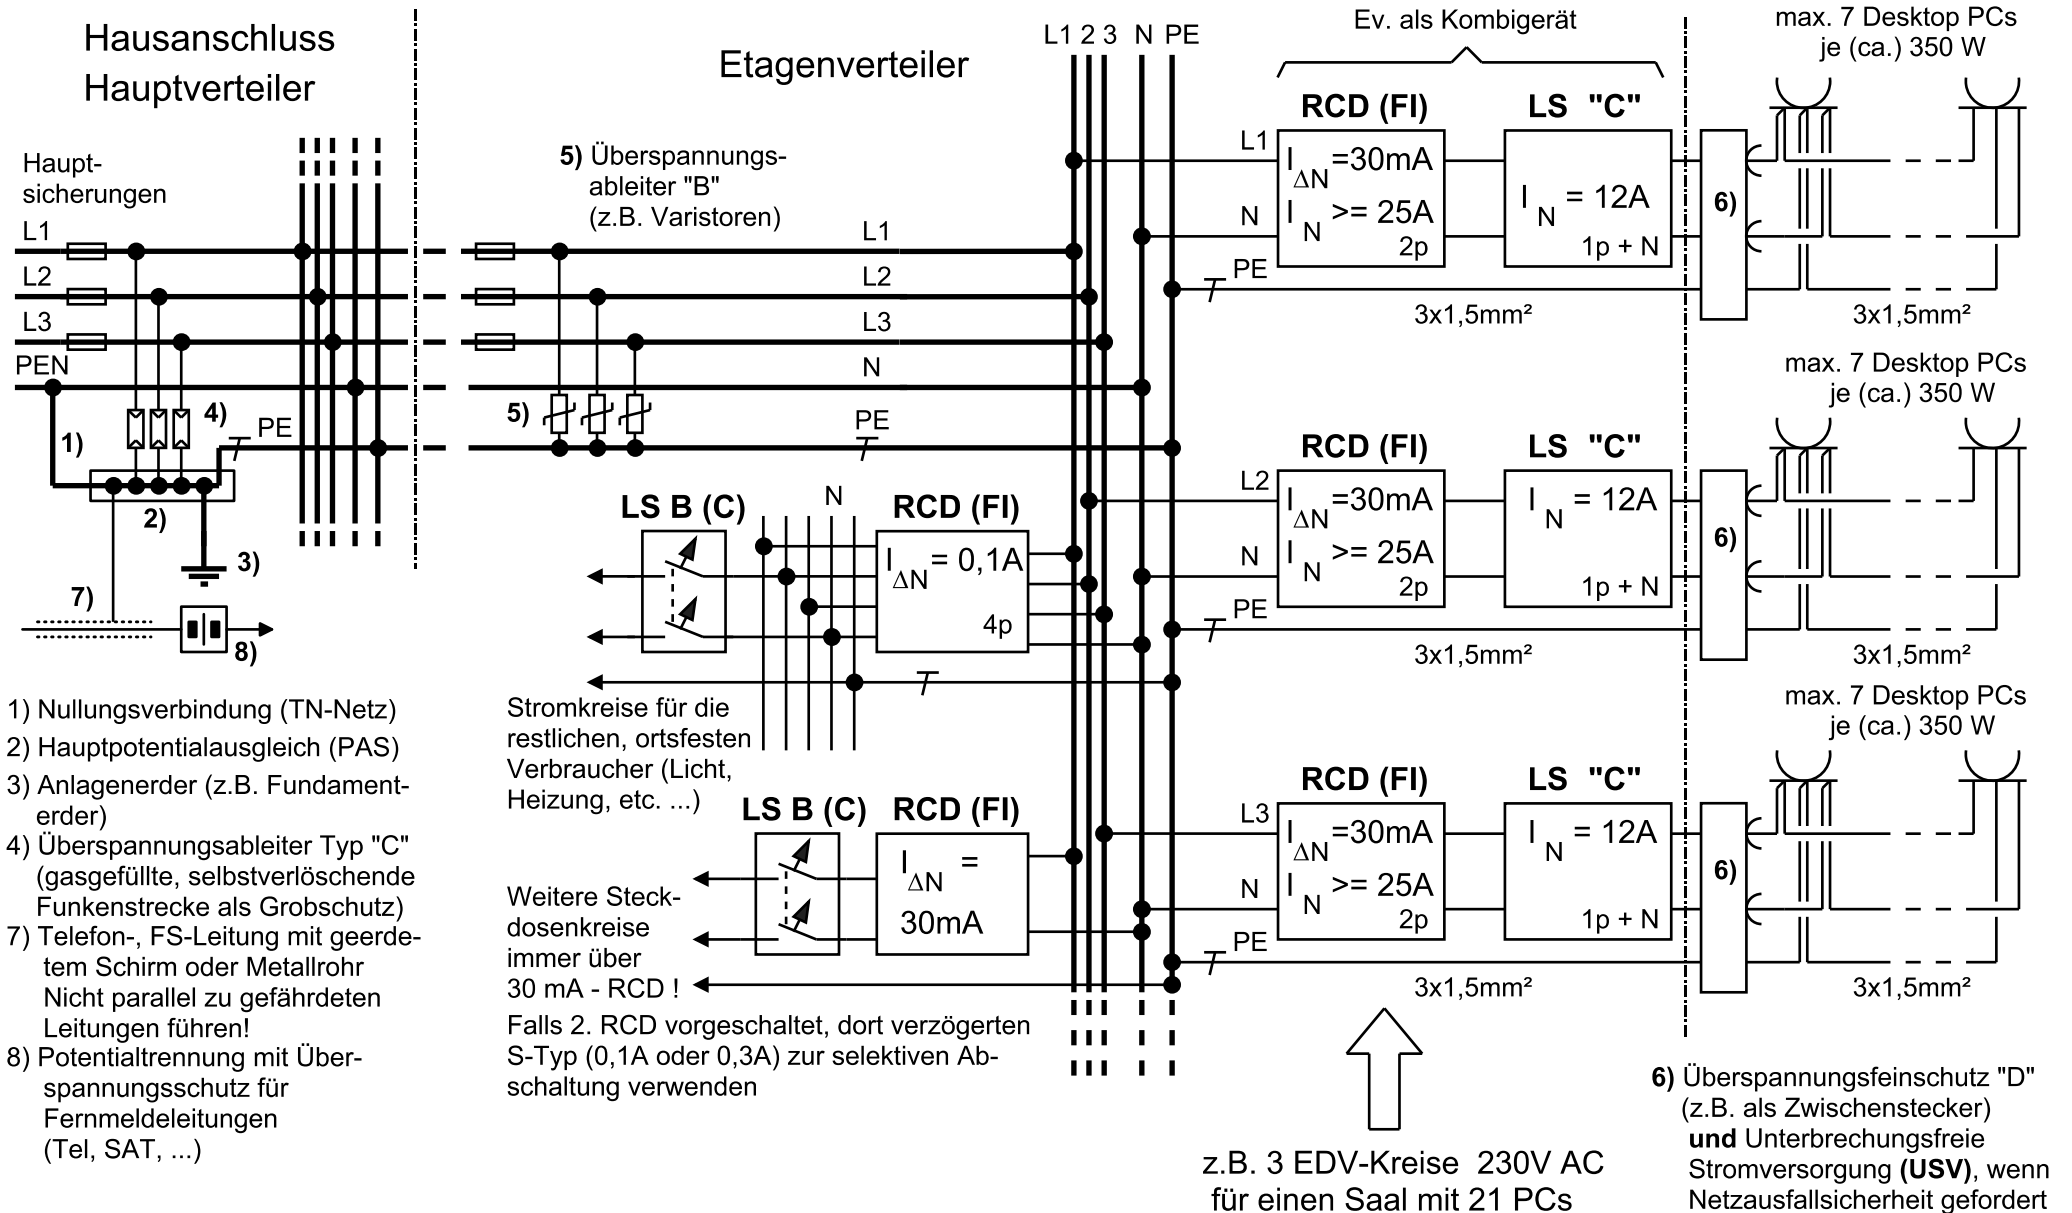 Hausanschluss
Hauptverteiler
Haupt-
sicherungen
L1
L2
L3
PEN
1)
4)
PE
2)
3)
7)
8)
1) Nullungsverbindung (TN-Netz)
2) Hauptpotentialausgleich (PAS)
3) Anlagenerder (z.B. Fundament-
erder)
4) Überspannungsableiter Typ "C"
(gasgefüllte, selbstverlöschende
Funkenstrecke als Grobschutz)
7) Telefon-, FS-Leitung mit geerde-
tem Schirm oder Metallrohr
Nicht parallel zu gefährdeten
Leitungen führen!
8) Potentialtrennung mit Über-
spannungsschutz für
Fernmeldeleitungen
(Tel, SAT, ...)
Etagenverteiler
5) Überspannungs-
ableiter "B"
(z.B. Varistoren)
L1
L2
L3
N
5)
PE
L1 2 3 N PE
LS B (C)
N
RCD (FI)
I ΔN = 0,1A
4p
Stromkreise für die
restlichen, ortsfesten
Verbraucher (Licht,
Heizung, etc. ...)
LS B (C)
RCD (FI)
I ΔN =
30mA
Weitere Steck-
dosenkreise
immer über
30 mA - RCD !
Falls 2. RCD vorgeschaltet, dort verzögerten
S-Typ (0,1A oder 0,3A) zur selektiven Ab-
schaltung verwenden
Ev. als Kombigerät
RCD (FI)
LS "C"
L1
I ΔN =30mA
I N >= 25A
2p
I N = 12A
1p + N
N
PE
3x1,5mm²
6)
max. 7 Desktop PCs
je (ca.) 350 W
3x1,5mm²
RCD (FI)
LS "C"
L2
I ΔN =30mA
I N >= 25A
2p
I N = 12A
1p + N
N
PE
3x1,5mm²
6)
max. 7 Desktop PCs
je (ca.) 350 W
3x1,5mm²
RCD (FI)
LS "C"
L3
I ΔN =30mA
I N >= 25A
2p
I N = 12A
1p + N
N
PE
3x1,5mm²
6)
max. 7 Desktop PCs
je (ca.) 350 W
3x1,5mm²
z.B. 3 EDV-Kreise 230V AC
für einen Saal mit 21 PCs
6) Überspannungsfeinschutz "D"
(z.B. als Zwischenstecker)
und Unterbrechungsfreie
Stromversorgung (USV), wenn
Netzausfallsicherheit gefordert